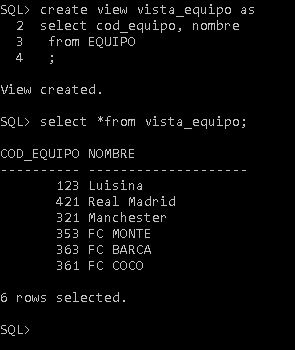 SQL> create view vista_equipo as
2 select cod_equipo, nombre
3 from EQUIPO
4 ;
View created.
SQL> select *from vista_equipo;
COD_EQUIPO NOMBRE
---------- --------------------
123 Luisina
421 Real Madrid
321 Manchester
353 FC MONTE
363 FC BARCA
361 FC COCO
6 rows selected.
SQL>